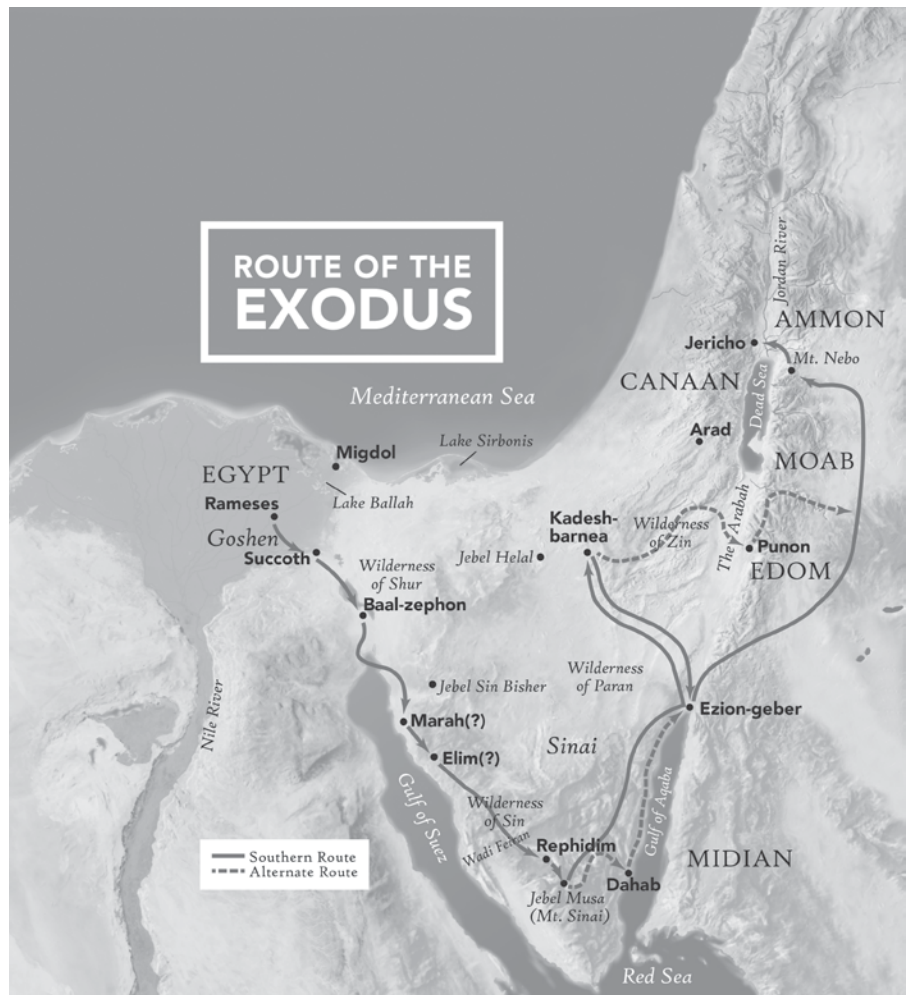 ROUTE OF THE
EXODUS
Jordan River
AMMON
Jericho
Mt. Nebo
CANAAN
Dead Sea
Mediterranean Sea
Arad
Migdol
Lake Sirbonis
MOAB
EGYPT
Lake Ballah
Rameses
Kadesh-
barnea
Wilderness
of Zin
The Arabah
Goshen
Succoth
Jebel Helal
Punon
EDOM
Wilderness
of Shur
Baal-zephon
Wilderness
of Paran
Jebel Sin Bisher
Nile River
Marah(?)
Ezion-geber
Elim(?)
Sinai
Gulf of Suez
Wilderness
of Sin
Gulf of Aqaba
Wadi Feiran
Rephidim
MIDIAN
Southern Route
Alternate Route
Dahab
Jebel Musa
(Mt. Sinai)
Red Sea